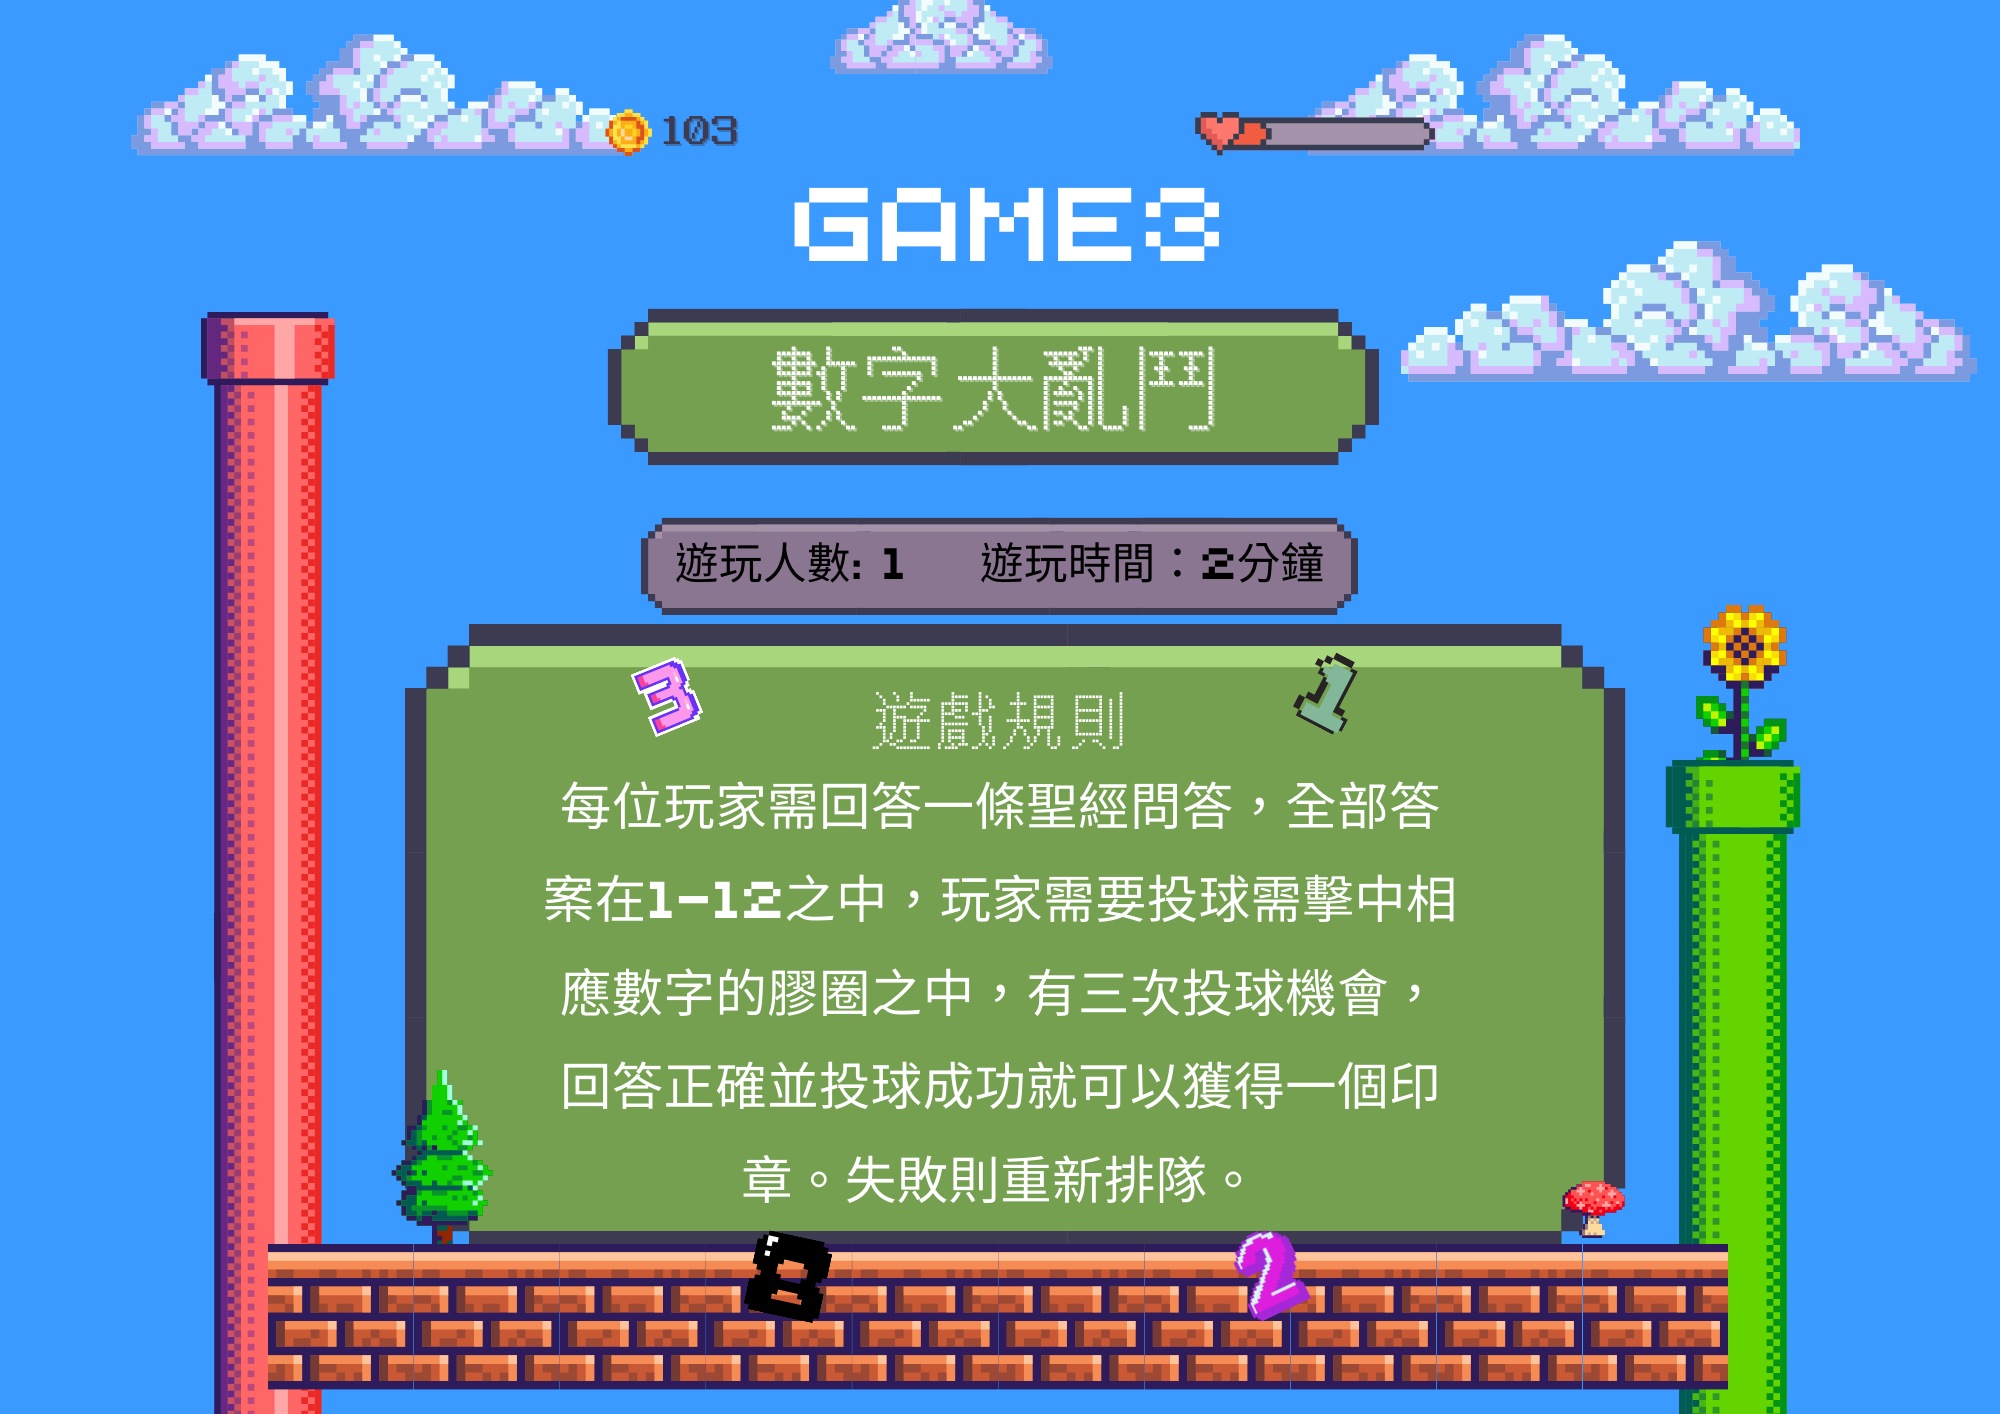 103
GAME3
數字大亂鬥
遊玩人數: 1 遊玩時間：2分鐘
3
1
遊戲規則
每位玩家需回答一條聖經問答，全部答
案在1-12之中，玩家需要投球需擊中相
應數字的膠圈之中，有三次投球機會，
回答正確並投球成功就可以獲得一個印
章。失敗則重新排隊。
8
2